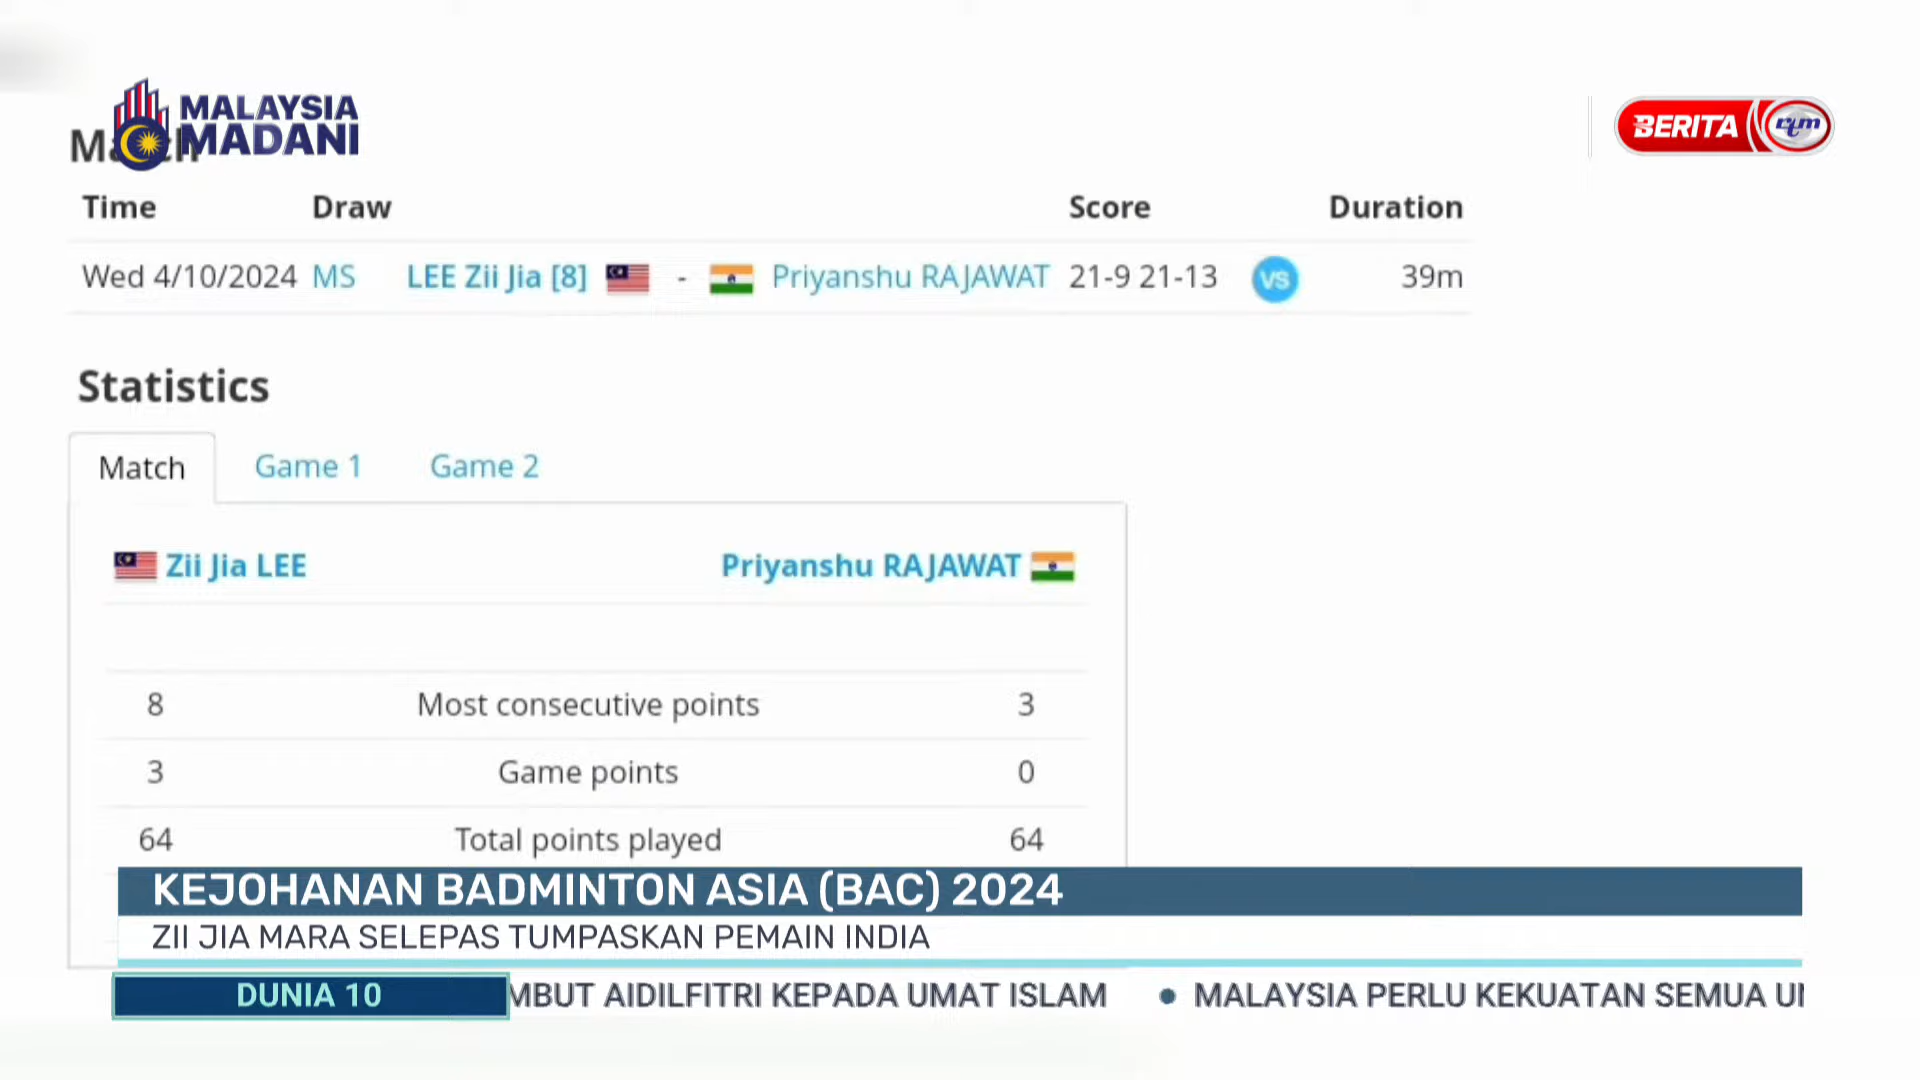 MALAYSIA
MADANI
BERITA rtm
Time Draw Score Duration
Wed 4/10/2024 MS LEE Zii Jia [8] - Priyanshu RAJAWAT 21-9 21-13 VS 39m
Statistics
Match Game 1 Game 2
Zii Jia LEE Priyanshu RAJAWAT
8 Most consecutive points 3
3 Game points 0
64 Total points played 64
KEJOHANAN BADMINTON ASIA (BAC) 2024
ZII JIA MARA SELEPAS TUMPASKAN PEMAIN INDIA
DUNIA 10 MBUT AIDILFITRI KEPADA UMAT ISLAM • MALAYSIA PERLU KEKUATAN SEMUA